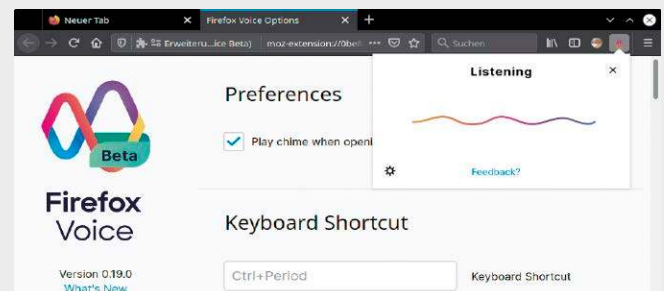 Neuer Tab
Firefox Voice Options
Erweiteru...ice Beta)
moz-extension://0bef
Suchen
Listening
Feedback?
Beta
Firefox
Voice
Version 0.19.0
What's New
Preferences
Play chime when openi
Keyboard Shortcut
Ctrl+Period
Keyboard Shortcut